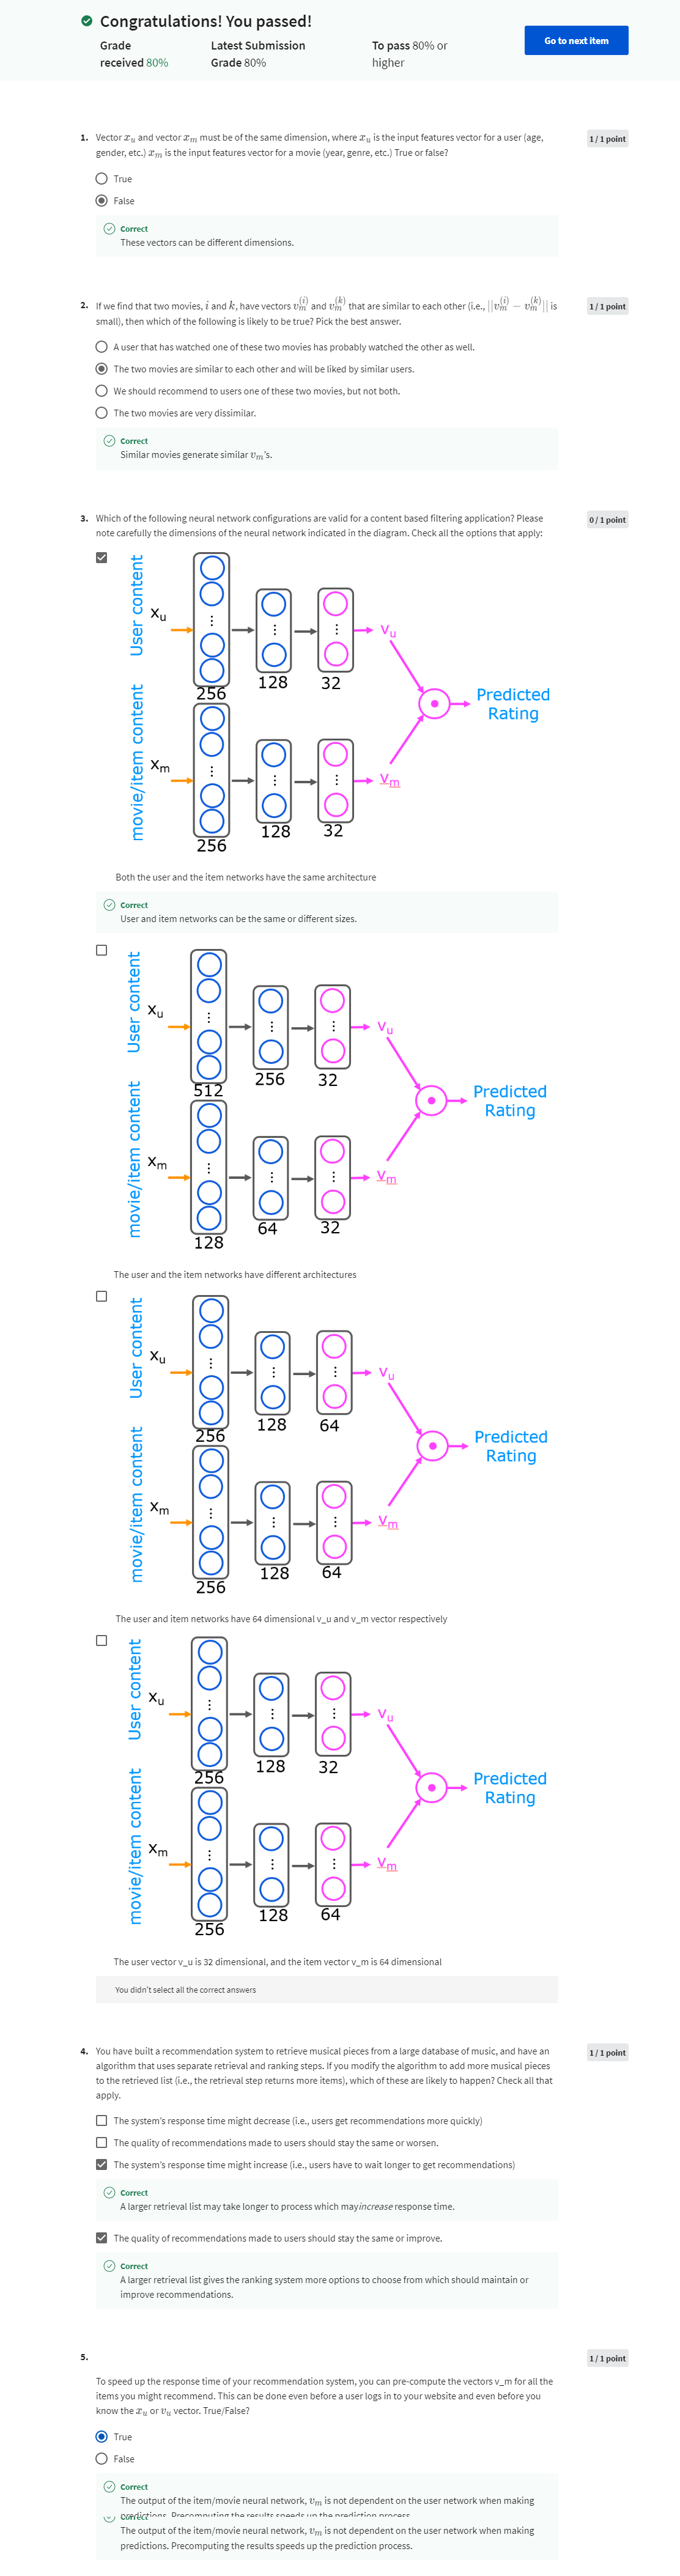 Congratulations! You passed!
Grade
received 80%
Latest Submission
Grade 80%
To pass 80% or
higher
Go to next item
1. Vector x_u and vector x_m must be of the same dimension, where x_u is the input features vector for a user (age,
gender, etc.) x_m is the input features vector for a movie (year, genre, etc.) True or false?
1 / 1 point
True
False
Correct
These vectors can be different dimensions.
2. If we find that two movies, i and k, have vectors v_m^(i) and v_m^(k) that are similar to each other (i.e., ||v_m^(i) − v_m^(k)|| is
small), then which of the following is likely to be true? Pick the best answer.
1 / 1 point
A user that has watched one of these two movies has probably watched the other as well.
The two movies are similar to each other and will be liked by similar users.
We should recommend to users one of these two movies, but not both.
The two movies are very dissimilar.
Correct
Similar movies generate similar v_m's.
3. Which of the following neural network configurations are valid for a content based filtering application? Please
note carefully the dimensions of the neural network indicated in the diagram. Check all the options that apply:
0 / 1 point
User content
x_u
256
128
32
v_u
movie/item content
x_m
256
128
32
v_m
Predicted
Rating
Both the user and the item networks have the same architecture
Correct
User and item networks can be the same or different sizes.
User content
x_u
512
256
32
v_u
movie/item content
x_m
128
64
32
v_m
Predicted
Rating
The user and the item networks have different architectures
User content
x_u
256
128
64
v_u
movie/item content
x_m
256
128
64
v_m
Predicted
Rating
The user and item networks have 64 dimensional v_u and v_m vector respectively
User content
x_u
256
128
32
v_u
movie/item content
x_m
256
128
64
v_m
Predicted
Rating
The user vector v_u is 32 dimensional, and the item vector v_m is 64 dimensional
You didn't select all the correct answers
4. You have built a recommendation system to retrieve musical pieces from a large database of music, and have an
algorithm that uses separate retrieval and ranking steps. If you modify the algorithm to add more musical pieces
to the retrieved list (i.e., the retrieval step returns more items), which of these are likely to happen? Check all that
apply.
1 / 1 point
The system's response time might decrease (i.e., users get recommendations more quickly)
The quality of recommendations made to users should stay the same or worsen.
The system's response time might increase (i.e., users have to wait longer to get recommendations)
Correct
A larger retrieval list may take longer to process which may increase response time.
The quality of recommendations made to users should stay the same or improve.
Correct
A larger retrieval list gives the ranking system more options to choose from which should maintain or
improve recommendations.
5.
1 / 1 point
To speed up the response time of your recommendation system, you can pre-compute the vectors v_m for all the
items you might recommend. This can be done even before a user logs in to your website and even before you
know the x_u or v_u vector. True/False?
True
False
Correct
The output of the item/movie neural network, v_m is not dependent on the user network when making
predictions. Precomputing the results speeds up the prediction process.
Correct
The output of the item/movie neural network, v_m is not dependent on the user network when making
predictions. Precomputing the results speeds up the prediction process.